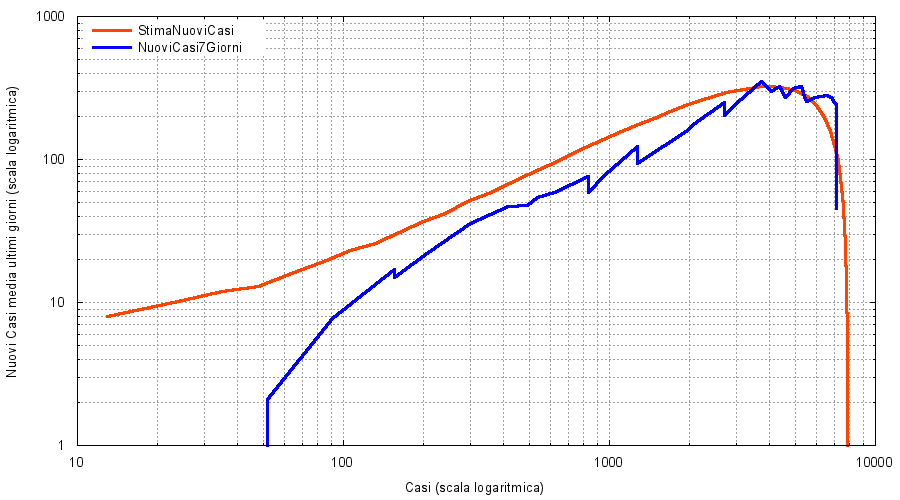 1000
StimaNuoviCasi
NuoviCasi7Giorni
100
10
1
10
100
1000
10000
Nuovi Casi media ultimi giorni (scala logaritmica)
Casi (scala logaritmica)